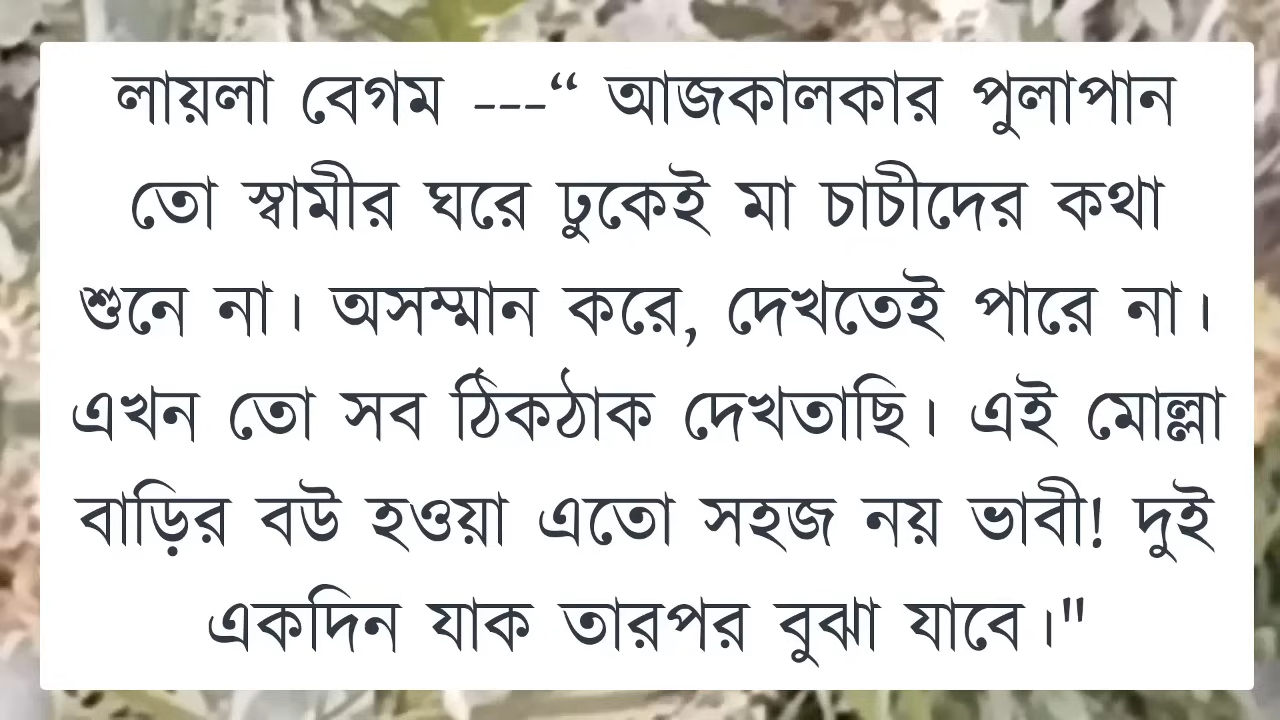 লায়লা বেগম ---“ আজকালকার পুলাপান
তো স্বামীর ঘরে ঢুকেই মা চাচীদের কথা
শুনে না। অসম্মান করে, দেখতেই পারে না।
এখন তো সব ঠিকঠাক দেখতাছি। এই মোল্লা
বাড়ির বউ হওয়া এতো সহজ নয় ভাবী! দুই
একদিন যাক তারপর বুঝা যাবে।"